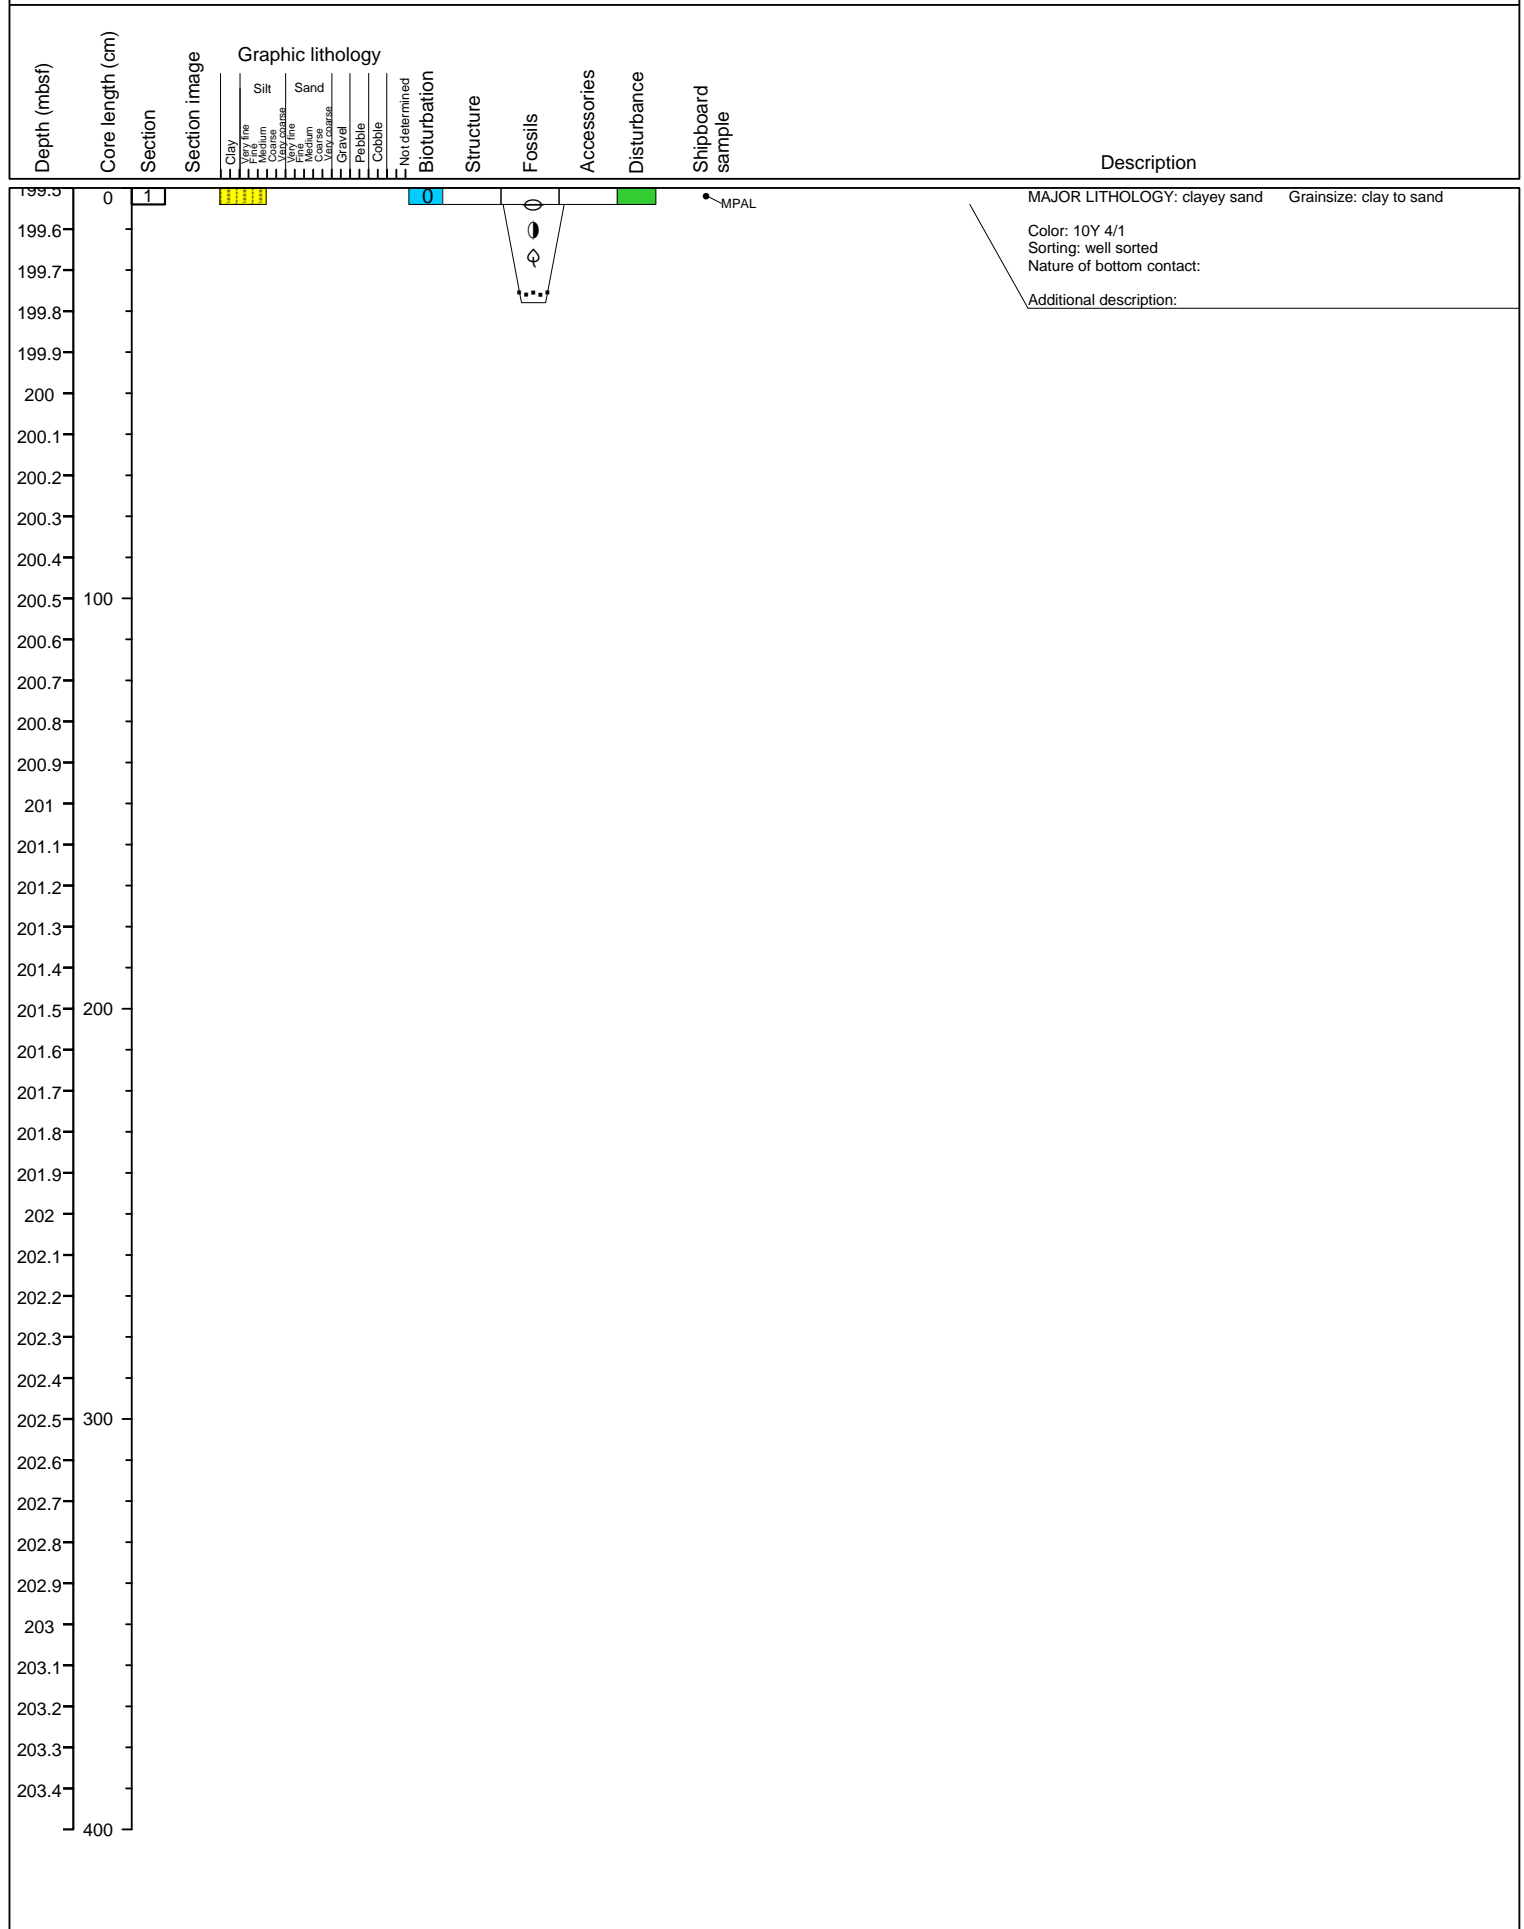 Depth (mbsf)
Core length (cm)
Section
Section image
Graphic lithology
Clay
Silt
Very fine
Fine
Medium
Coarse
Very coarse
Sand
Very fine
Fine
Medium
Coarse
Very coarse
Gravel
Pebble
Cobble
Not determined
Bioturbation
Structure
Fossils
Accessories
Disturbance
Shipboard
sample
Description
199.5 0 1 0 MPAL MAJOR LITHOLOGY: clayey sand Grainsize: clay to sand
199.6 Color: 10Y 4/1
Sorting: well sorted
199.7 Nature of bottom contact:
199.8 Additional description:
199.9
200
200.1
200.2
200.3
200.4
200.5 100
200.6
200.7
200.8
200.9
201
201.1
201.2
201.3
201.4
201.5 200
201.6
201.7
201.8
201.9
202
202.1
202.2
202.3
202.4
202.5 300
202.6
202.7
202.8
202.9
203
203.1
203.2
203.3
203.4
400